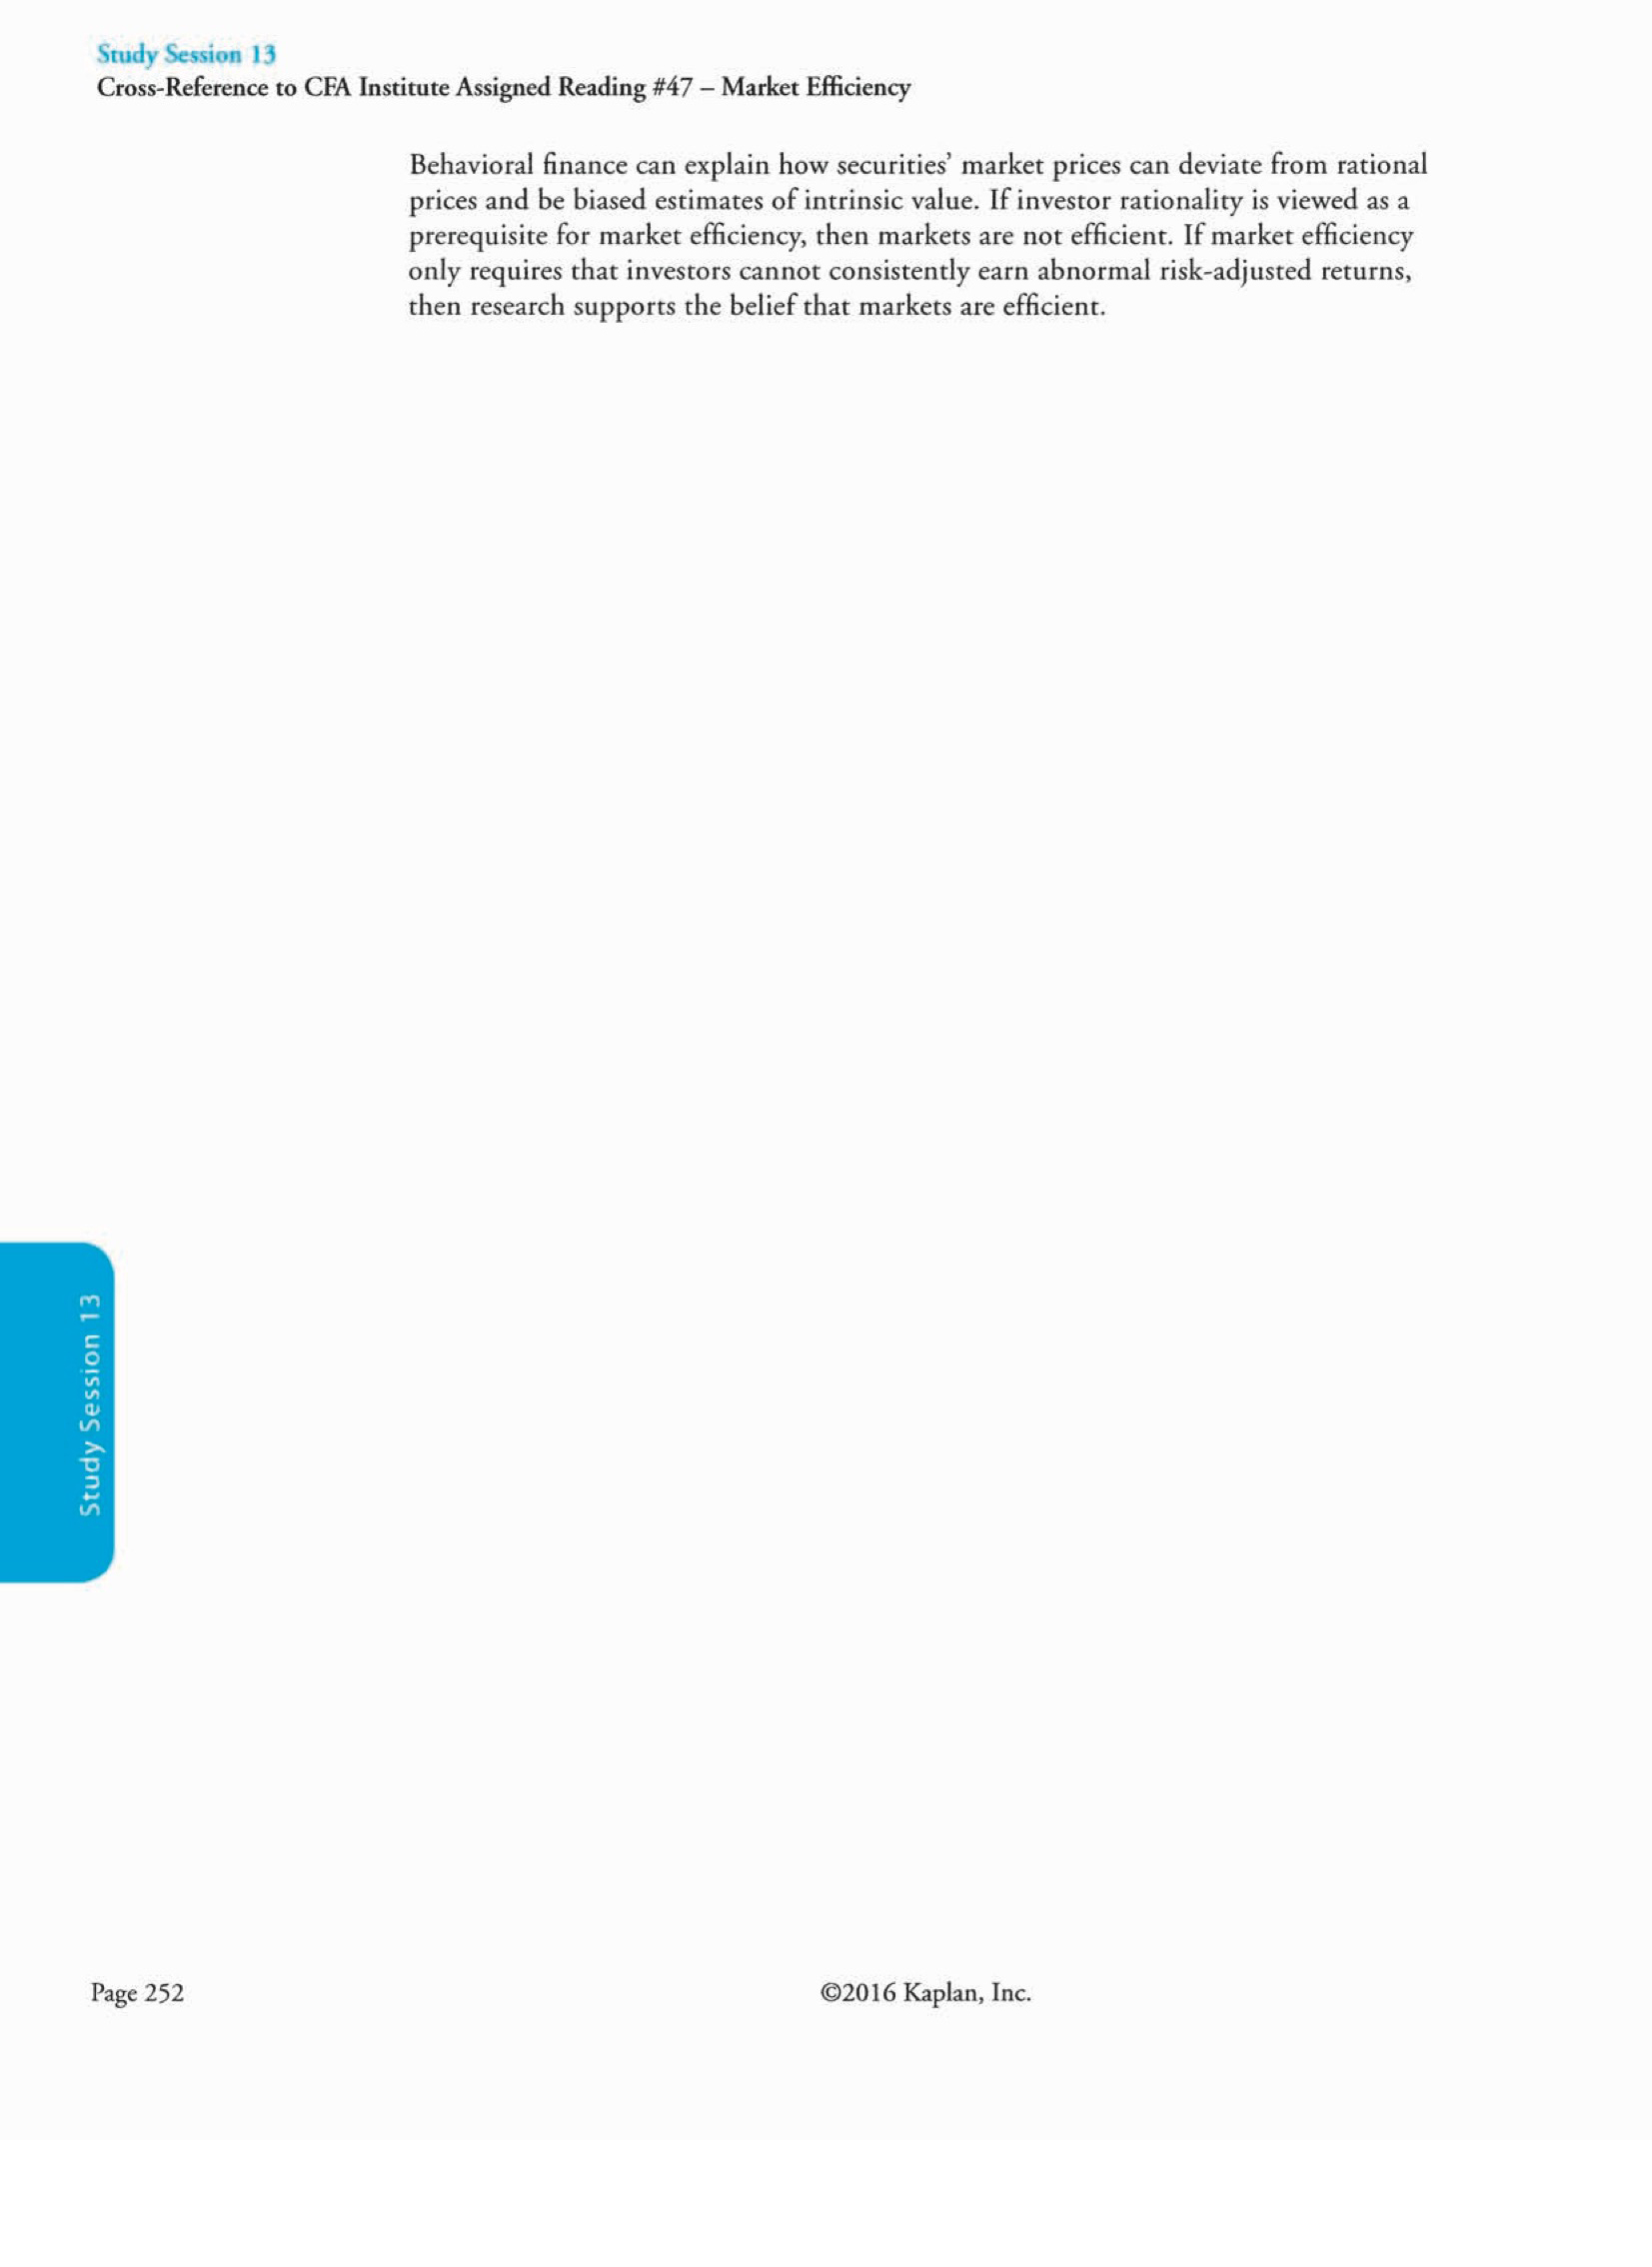 Study Session 13
Cross-Reference to CFA Institute Assigned Reading #47 – Market Efficiency
Behavioral finance can explain how securities’ market prices can deviate from rational
prices and be biased estimates of intrinsic value. If investor rationality is viewed as a
prerequisite for market efficiency, then markets are not efficient. If market efficiency
only requires that investors cannot consistently earn abnormal risk-adjusted returns,
then research supports the belief that markets are efficient.
Study Session 13
Page 252
©2016 Kaplan, Inc.